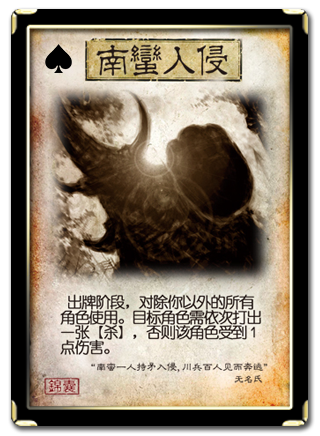 南蠻入侵
出牌阶段，对除你以外的所有
角色使用。目标角色需依次打出
一张【杀】，否则该角色受到1
点伤害。
“南蛮一人持矛入侵，川兵百人见而奔逃”
无名氏
錦囊